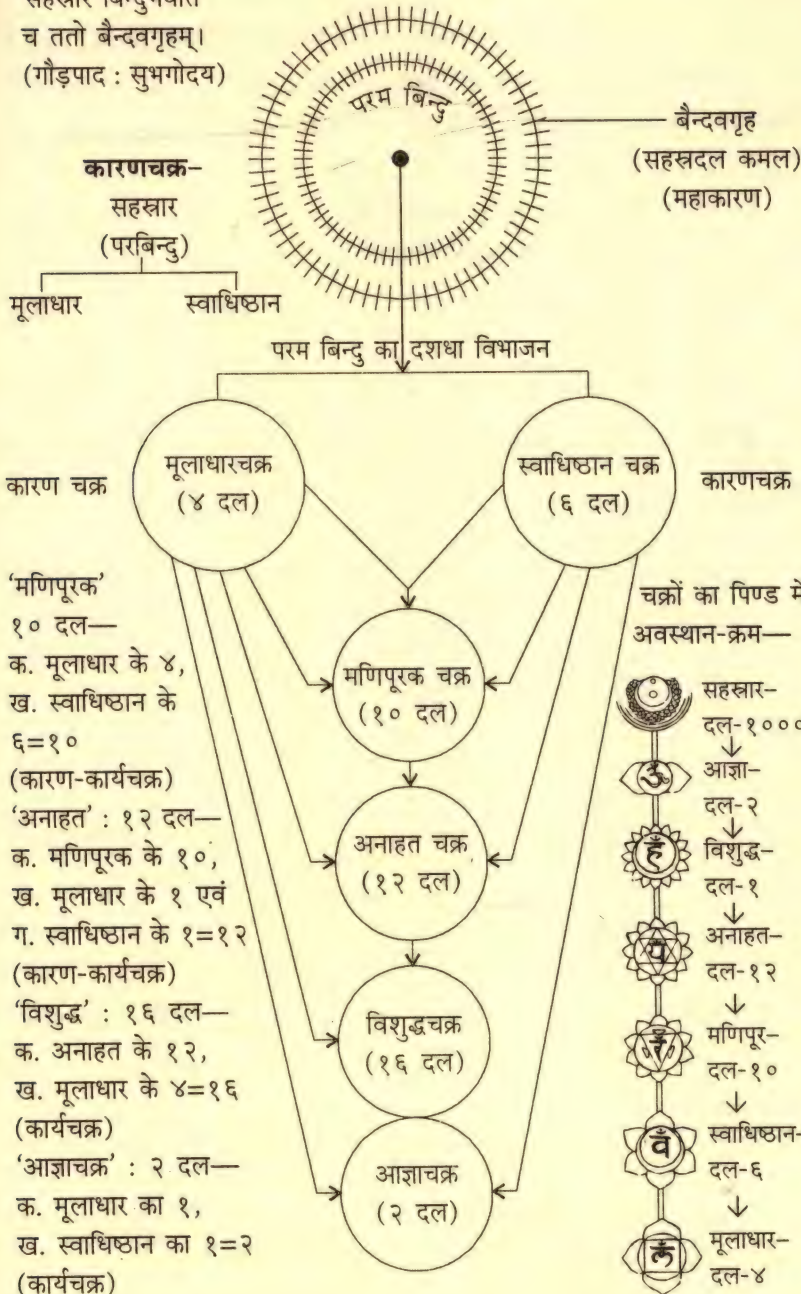 च ततो बैन्दवगृहम्।
(गौड़पाद : सुभगोदय)
परम बिन्दु
बैन्दवगृह
(सहस्रदल कमल)
(महाकारण)
कारणचक्र–
सहस्रार
(परबिन्दु)
मूलाधार स्वाधिष्ठान
परम बिन्दु का दशधा विभाजन
कारण चक्र
मूलाधारचक्र
(४ दल)
स्वाधिष्ठान चक्र
(६ दल)
कारणचक्र
'मणिपूरक'
१० दल—
क. मूलाधार के ४,
ख. स्वाधिष्ठान के
६=१०
(कारण-कार्यचक्र)
'अनाहत' : १२ दल—
क. मणिपूरक के १०,
ख. मूलाधार के १ एवं
ग. स्वाधिष्ठान के १=१२
(कारण-कार्यचक्र)
'विशुद्ध' : १६ दल—
क. अनाहत के १२,
ख. मूलाधार के ४=१६
(कार्यचक्र)
'आज्ञाचक्र' : २ दल—
क. मूलाधार का १,
ख. स्वाधिष्ठान का १=२
(कार्यचक्र)
मणिपूरक चक्र
(१० दल)
अनाहत चक्र
(१२ दल)
विशुद्धचक्र
(१६ दल)
आज्ञाचक्र
(२ दल)
चक्रों का पिण्ड में
अवस्थान-क्रम—
सहस्रार–
दल-१०००
ॐ
आज्ञा–
दल-२
हँ
विशुद्ध–
दल-१
यँ
अनाहत–
दल-१२
रँ
मणिपूर–
दल-१०
वँ
स्वाधिष्ठान–
दल-६
लँ
मूलाधार–
दल-४